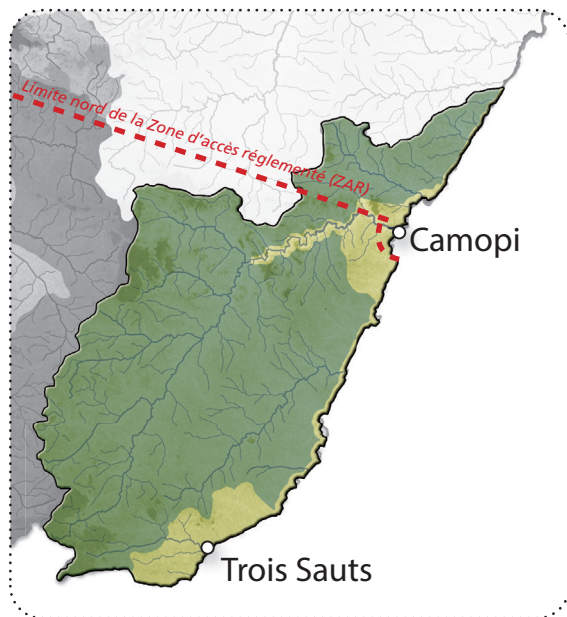 Limite nord de la Zone d'accès réglementé (ZAR)
Camopi
Trois Sauts